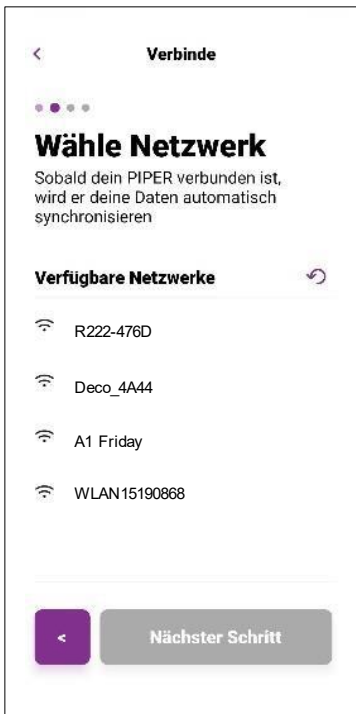 < Verbinde
Wähle Netzwerk
Sobald dein PIPER verbunden ist,
wird er deine Daten automatisch
synchronisieren
Verfügbare Netzwerke
R222-476D
Deco_4A44
A1 Friday
WLAN15190868
< Nächster Schritt